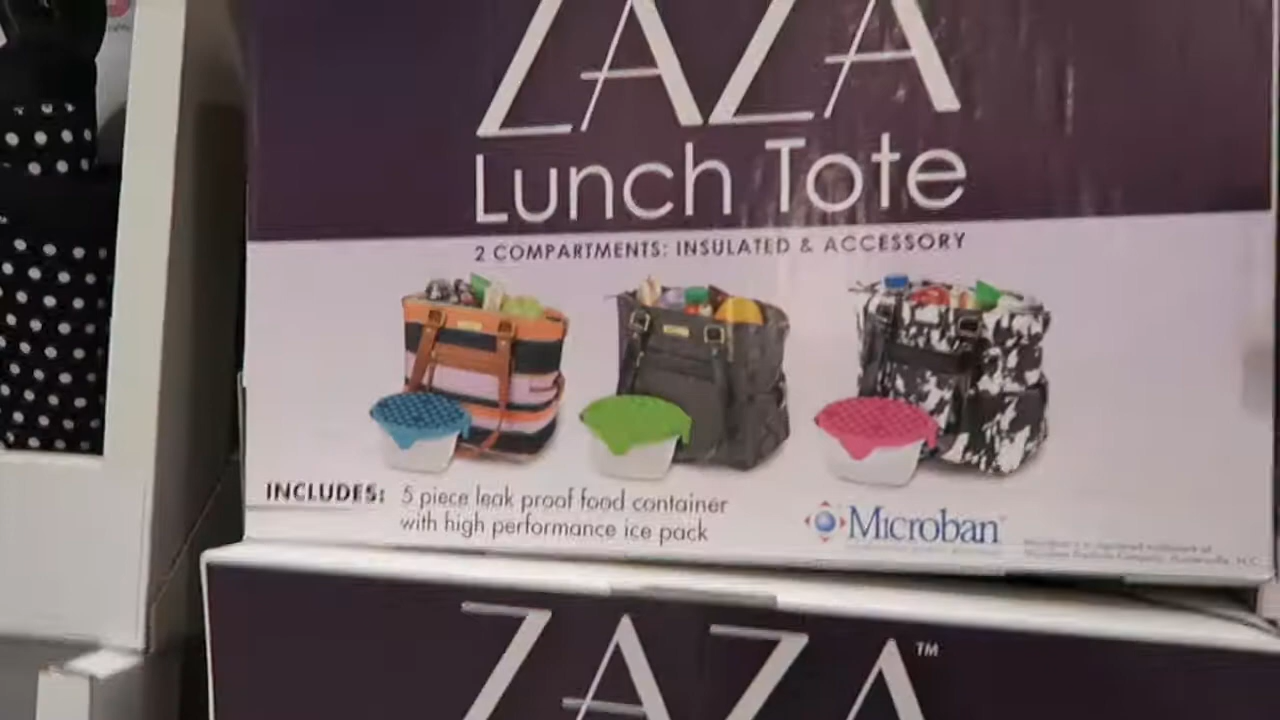 ZAZA
Lunch Tote
2 COMPARTMENTS: INSULATED & ACCESSORY
INCLUDES: 5 piece leak proof food container
with high performance ice pack
Microban
ZAZA™